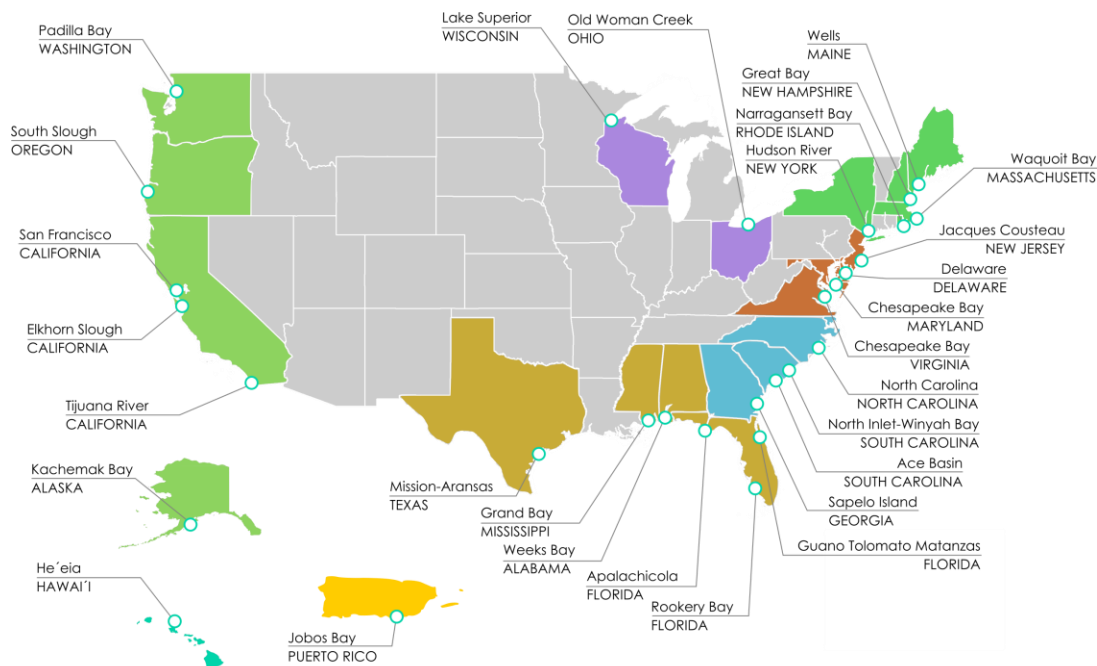 Padilla Bay
WASHINGTON
South Slough
OREGON
San Francisco
CALIFORNIA
Elkhorn Slough
CALIFORNIA
Tijuana River
CALIFORNIA
Kachemak Bay
ALASKA
He´eia
HAWAI´I
Lake Superior
WISCONSIN
Old Woman Creek
OHIO
Wells
MAINE
Great Bay
NEW HAMPSHIRE
Narragansett Bay
RHODE ISLAND
Hudson River
NEW YORK
Waquoit Bay
MASSACHUSETTS
Jacques Cousteau
NEW JERSEY
Delaware
DELAWARE
Chesapeake Bay
MARYLAND
Chesapeake Bay
VIRGINIA
North Carolina
NORTH CAROLINA
North Inlet-Winyah Bay
SOUTH CAROLINA
Ace Basin
SOUTH CAROLINA
Sapelo Island
GEORGIA
Guano Tolomato Matanzas
FLORIDA
Mission-Aransas
TEXAS
Grand Bay
MISSISSIPPI
Weeks Bay
ALABAMA
Apalachicola
FLORIDA
Rookery Bay
FLORIDA
Jobos Bay
PUERTO RICO